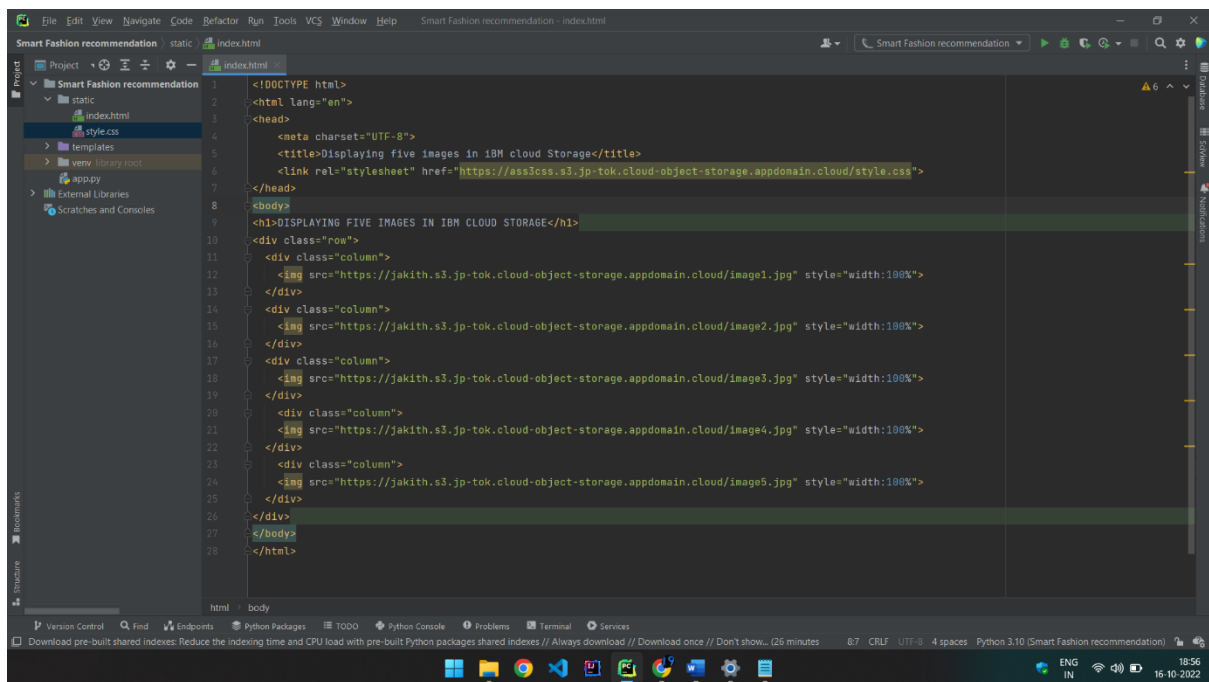 File Edit View Navigate Code Refactor Run Tools VCS Window Help Smart Fashion recommendation - index.html
Smart Fashion recommendation static index.html Smart Fashion recommendation
Project index.html
Smart Fashion recommendation
static
index.html
style.css
templates
venv library root
app.py
External Libraries
Scratches and Consoles
Project
Bookmarks
Structure
1 <!DOCTYPE html>
2 <html lang="en">
3 <head>
4 <meta charset="UTF-8">
5 <title>Displaying five images in iBM cloud Storage</title>
6 <link rel="stylesheet" href="https://ass3css.s3.jp-tok.cloud-object-storage.appdomain.cloud/style.css">
7 </head>
8 <body>
9 <h1>DISPLAYING FIVE IMAGES IN IBM CLOUD STORAGE</h1>
10 <div class="row">
11 <div class="column">
12 <img src="https://jakith.s3.jp-tok.cloud-object-storage.appdomain.cloud/image1.jpg" style="width:100%">
13 </div>
14 <div class="column">
15 <img src="https://jakith.s3.jp-tok.cloud-object-storage.appdomain.cloud/image2.jpg" style="width:100%">
16 </div>
17 <div class="column">
18 <img src="https://jakith.s3.jp-tok.cloud-object-storage.appdomain.cloud/image3.jpg" style="width:100%">
19 </div>
20 <div class="column">
21 <img src="https://jakith.s3.jp-tok.cloud-object-storage.appdomain.cloud/image4.jpg" style="width:100%">
22 </div>
23 <div class="column">
24 <img src="https://jakith.s3.jp-tok.cloud-object-storage.appdomain.cloud/image5.jpg" style="width:100%">
25 </div>
26 </div>
27 </body>
28 </html>
6
Database
SciView
Notifications
html body
Version Control Find Endpoints Python Packages TODO Python Console Problems Terminal Services
Download pre-built shared indexes: Reduce the indexing time and CPU load with pre-built Python packages shared indexes // Always download // Download once // Don't show... (26 minutes 8:7 CRLF UTF-8 4 spaces Python 3.10 (Smart Fashion recommendation)
ENG
IN
18:56
16-10-2022